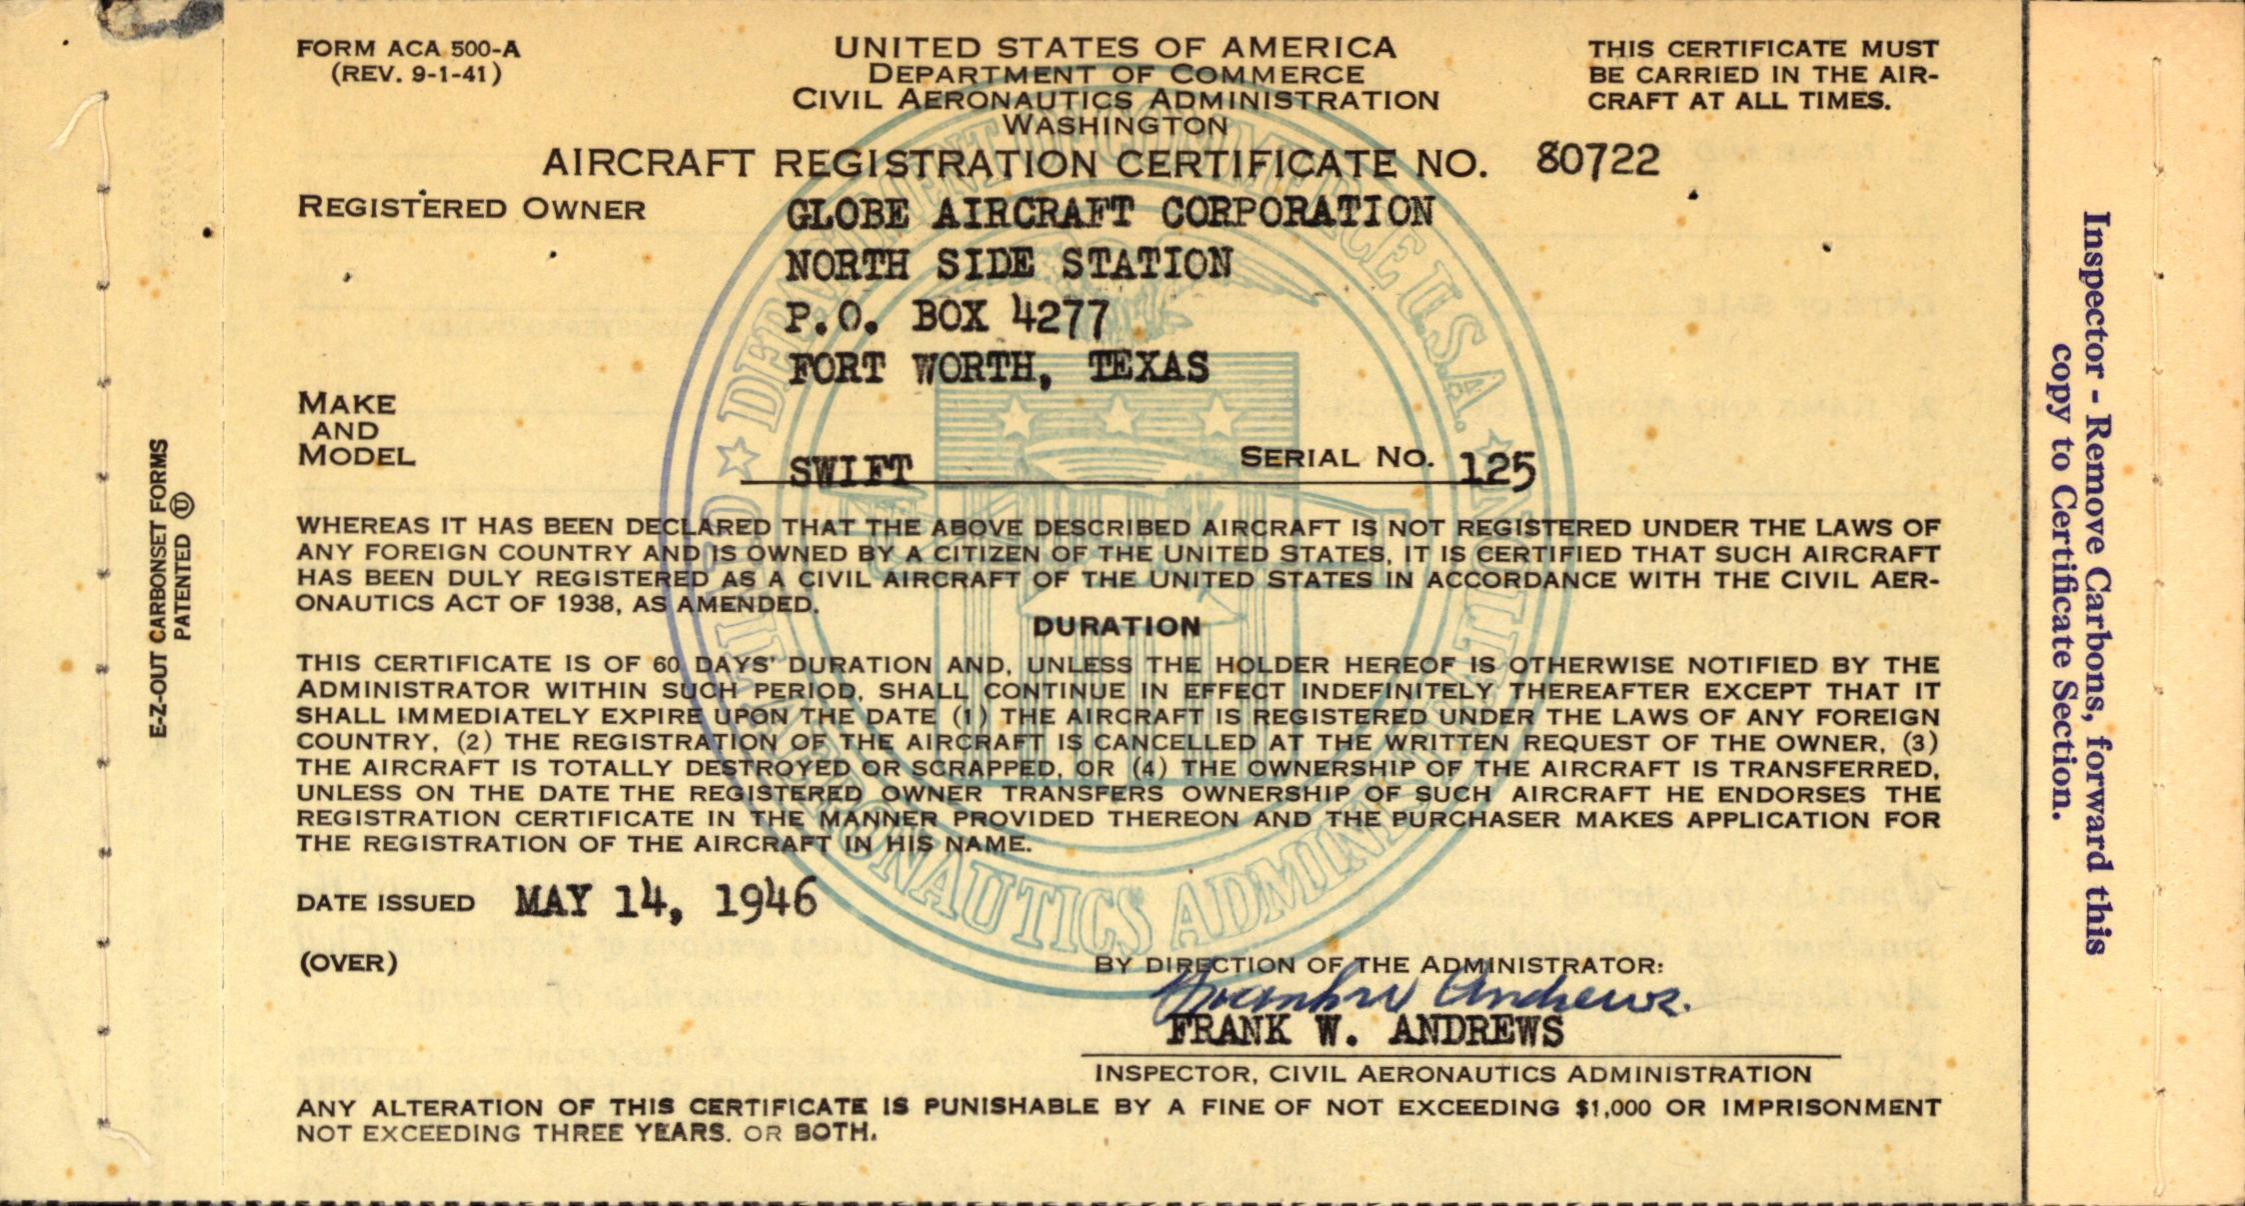 FORM ACA 500-A
(REV. 9-1-41)
UNITED STATES OF AMERICA
DEPARTMENT OF COMMERCE
CIVIL AERONAUTICS ADMINISTRATION
WASHINGTON
THIS CERTIFICATE MUST
BE CARRIED IN THE AIR-
CRAFT AT ALL TIMES.
AIRCRAFT REGISTRATION CERTIFICATE NO. 80722
REGISTERED OWNER GLOBE AIRCRAFT CORPORATION
NORTH SIDE STATION
P.O. BOX 4277
FORT WORTH, TEXAS
MAKE
AND
MODEL SWIFT SERIAL NO. 125
WHEREAS IT HAS BEEN DECLARED THAT THE ABOVE DESCRIBED AIRCRAFT IS NOT REGISTERED UNDER THE LAWS OF
ANY FOREIGN COUNTRY AND IS OWNED BY A CITIZEN OF THE UNITED STATES, IT IS CERTIFIED THAT SUCH AIRCRAFT
HAS BEEN DULY REGISTERED AS A CIVIL AIRCRAFT OF THE UNITED STATES IN ACCORDANCE WITH THE CIVIL AER-
ONAUTICS ACT OF 1938, AS AMENDED.
DURATION
THIS CERTIFICATE IS OF 60 DAYS' DURATION AND, UNLESS THE HOLDER HEREOF IS OTHERWISE NOTIFIED BY THE
ADMINISTRATOR WITHIN SUCH PERIOD, SHALL CONTINUE IN EFFECT INDEFINITELY THEREAFTER EXCEPT THAT IT
SHALL IMMEDIATELY EXPIRE UPON THE DATE (1) THE AIRCRAFT IS REGISTERED UNDER THE LAWS OF ANY FOREIGN
COUNTRY, (2) THE REGISTRATION OF THE AIRCRAFT IS CANCELLED AT THE WRITTEN REQUEST OF THE OWNER, (3)
THE AIRCRAFT IS TOTALLY DESTROYED OR SCRAPPED, OR (4) THE OWNERSHIP OF THE AIRCRAFT IS TRANSFERRED,
UNLESS ON THE DATE THE REGISTERED OWNER TRANSFERS OWNERSHIP OF SUCH AIRCRAFT HE ENDORSES THE
REGISTRATION CERTIFICATE IN THE MANNER PROVIDED THEREON AND THE PURCHASER MAKES APPLICATION FOR
THE REGISTRATION OF THE AIRCRAFT IN HIS NAME.
DATE ISSUED MAY 14, 1946
(OVER)
BY DIRECTION OF THE ADMINISTRATOR:
Andrews.
FRANK W. ANDREWS
INSPECTOR, CIVIL AERONAUTICS ADMINISTRATION
ANY ALTERATION OF THIS CERTIFICATE IS PUNISHABLE BY A FINE OF NOT EXCEEDING $1,000 OR IMPRISONMENT
NOT EXCEEDING THREE YEARS, OR BOTH.
E-Z-OUT CARBONSET FORMS
PATENTED U
Inspector - Remove Carbons, forward this
copy to Certificate Section.
DEPARTMENT OF COMMERCE U.S.A.
CIVIL AERONAUTICS ADMINISTRATION